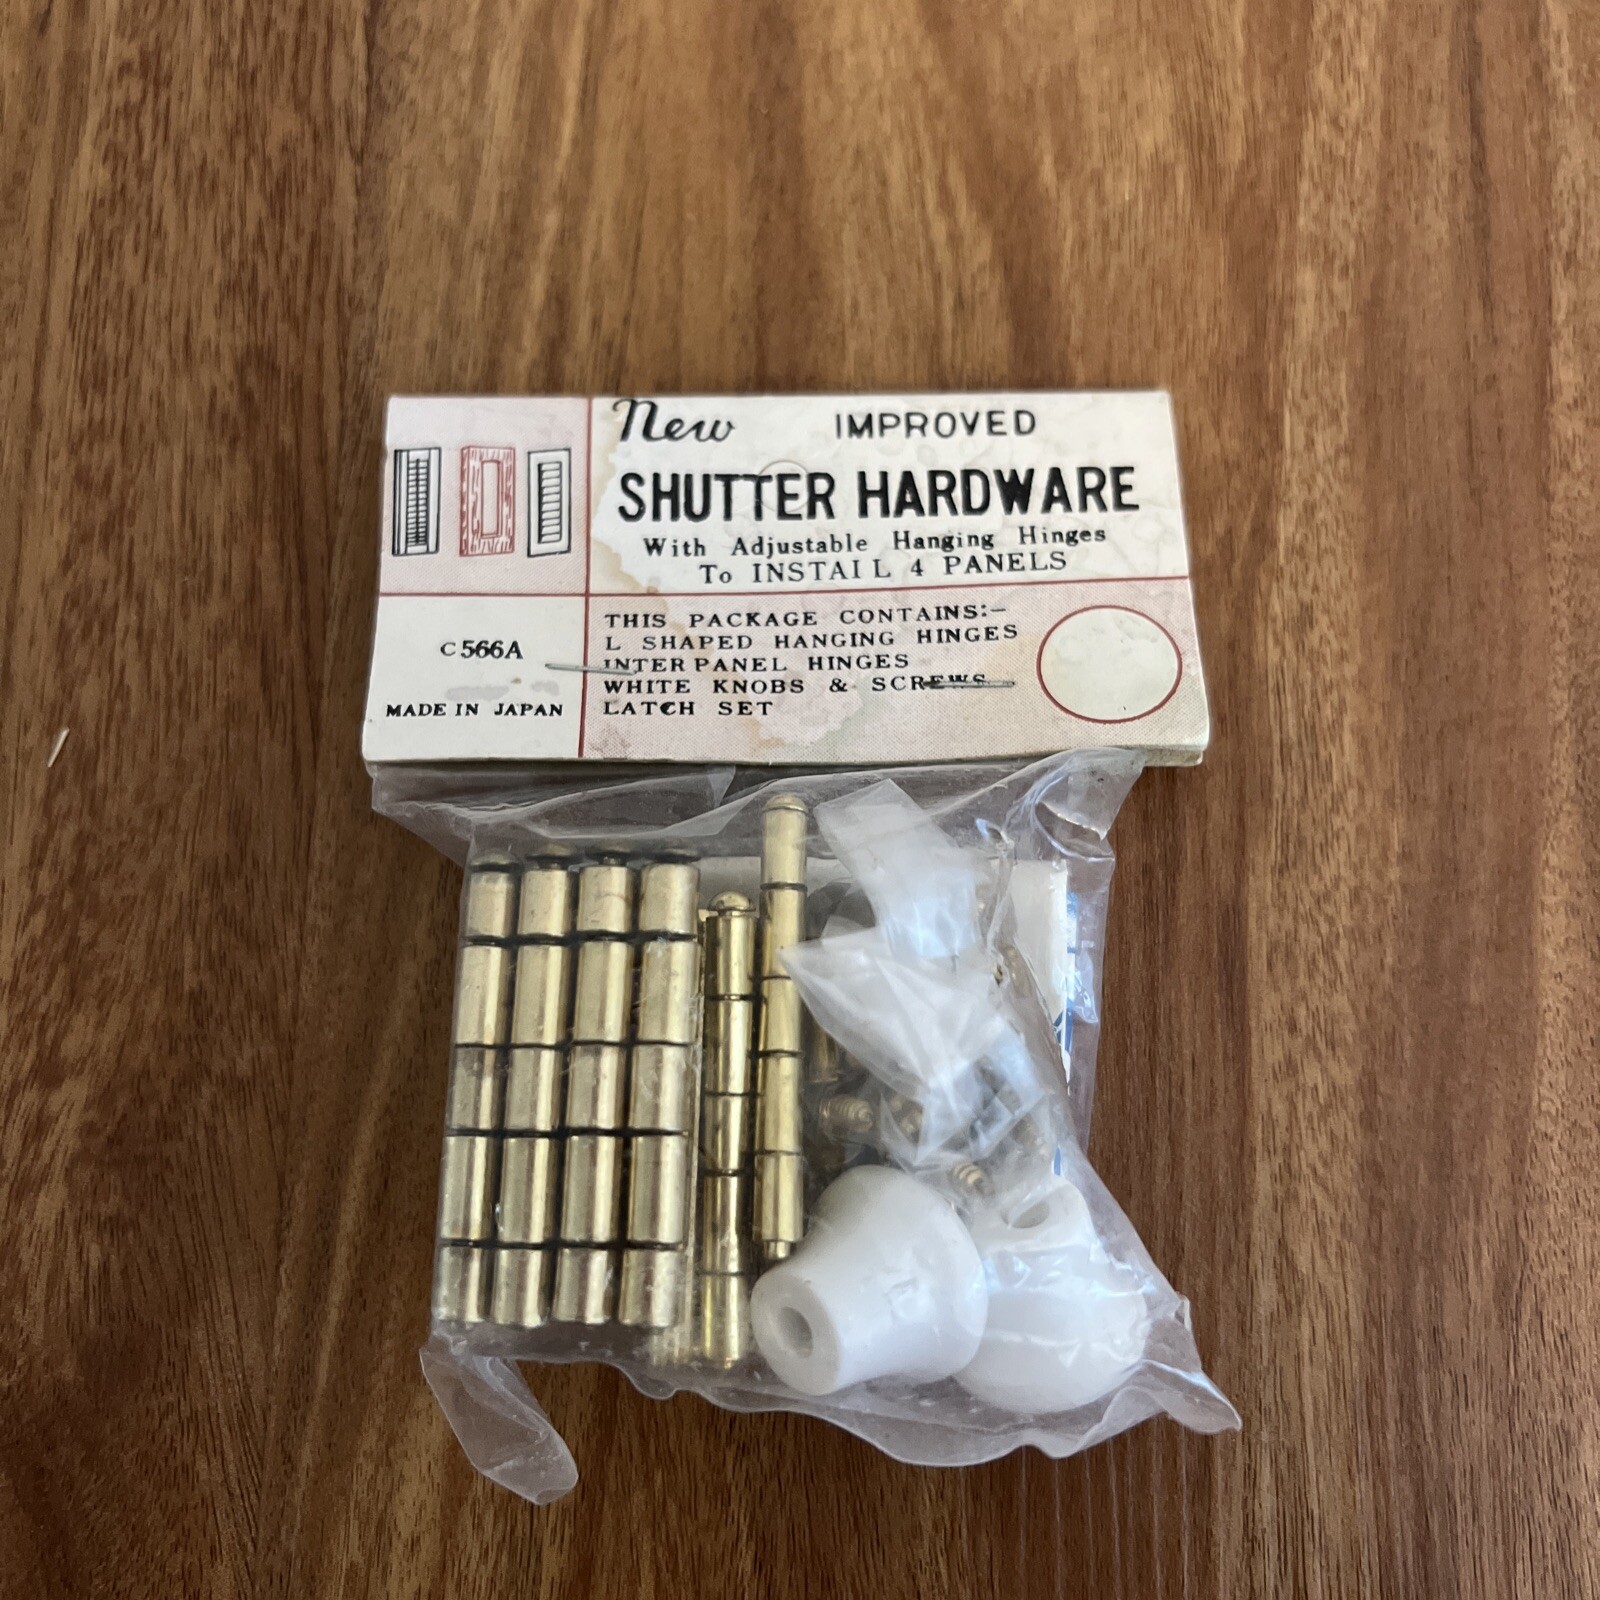 New IMPROVED
SHUTTER HARDWARE
With Adjustable Hanging Hinges
To INSTALL 4 PANELS
C566A
MADE IN JAPAN
THIS PACKAGE CONTAINS:-
L SHAPED HANGING HINGES
INTER PANEL HINGES
WHITE KNOBS & SCREWS
LATCH SET